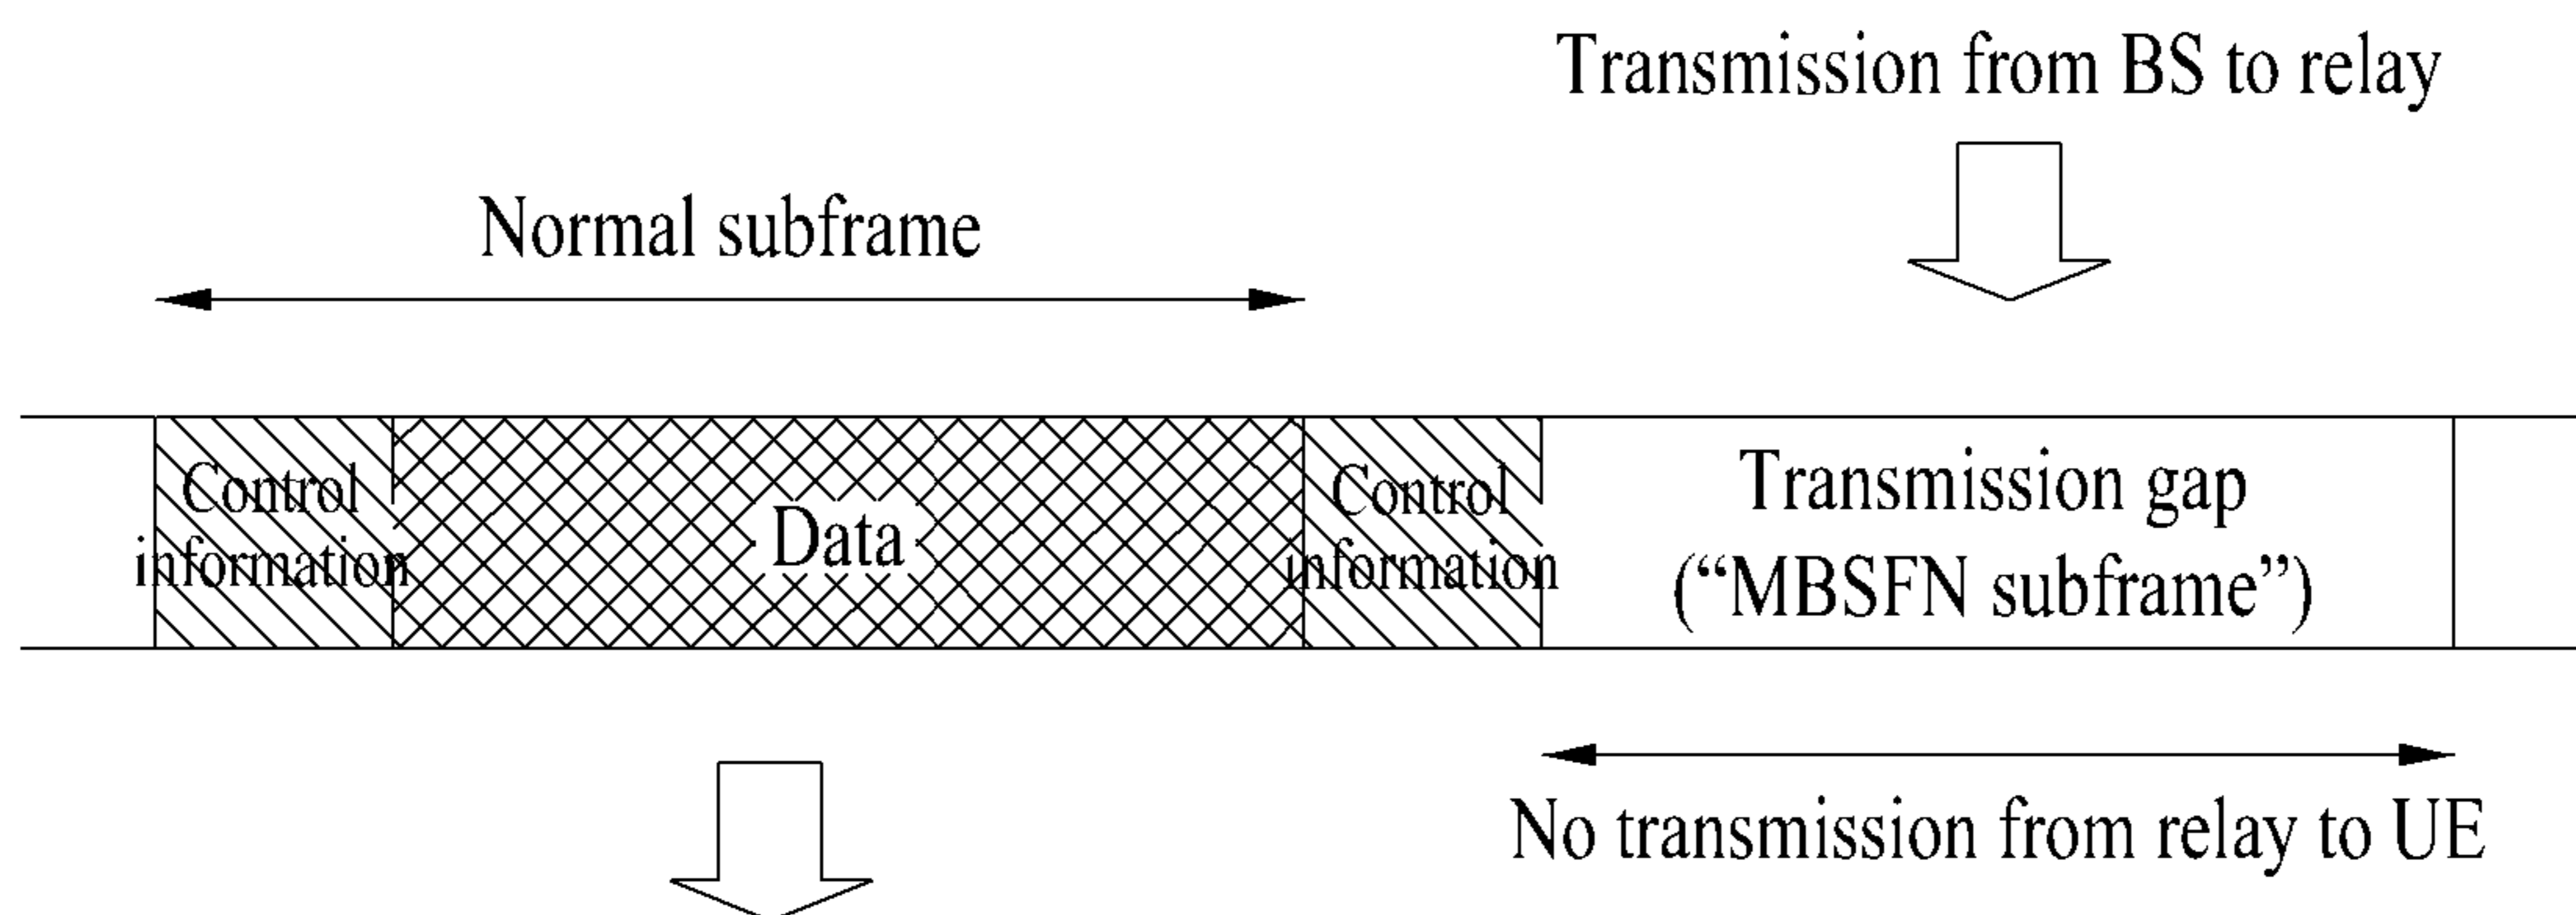 Transmission from BS to relay
Normal subframe
Control
information
Data
Control
information
Transmission gap
(“MBSFN subframe”)
No transmission from relay to UE